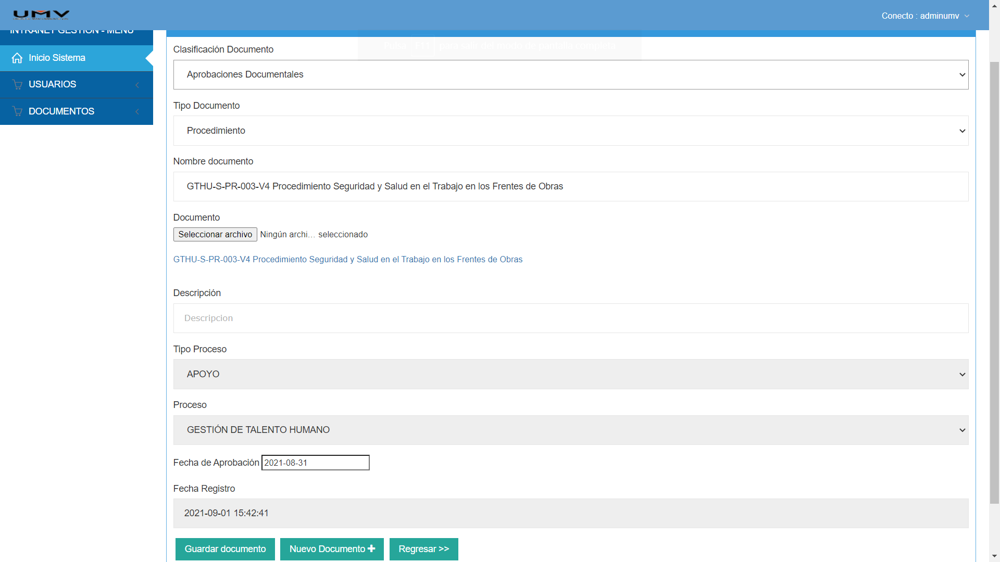 UMV
Conecto : adminumv
INTRANET GESTION - MENU
Inicio Sistema
USUARIOS
DOCUMENTOS
Pulsa F11 para salir del modo de pantalla completa
Clasificación Documento
Aprobaciones Documentales
Tipo Documento
Procedimiento
Nombre documento
GTHU-S-PR-003-V4 Procedimiento Seguridad y Salud en el Trabajo en los Frentes de Obras
Documento
Seleccionar archivo Ningún archi... seleccionado
GTHU-S-PR-003-V4 Procedimiento Seguridad y Salud en el Trabajo en los Frentes de Obras
Descripción
Descripcion
Tipo Proceso
APOYO
Proceso
GESTIÓN DE TALENTO HUMANO
Fecha de Aprobación 2021-08-31
Fecha Registro
2021-09-01 15:42:41
Guardar documento Nuevo Documento + Regresar >>